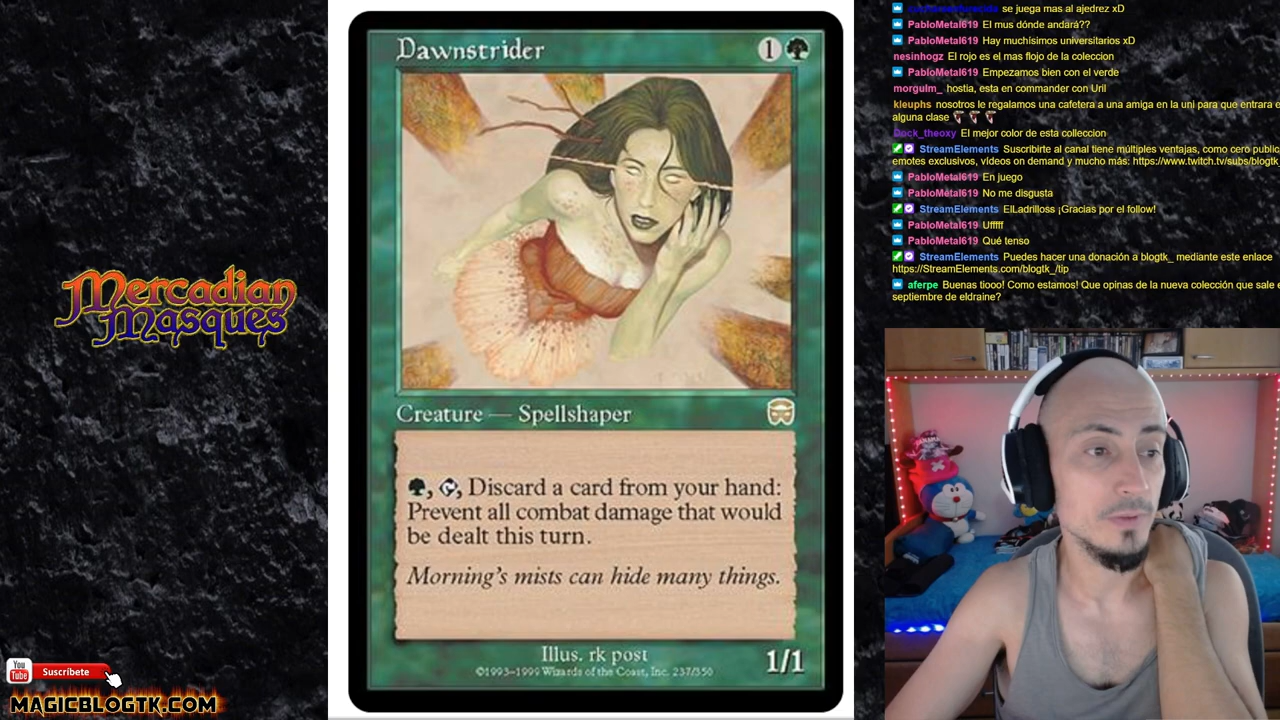 Mercadian
Masques
You
Tube
Suscríbete
MAGICBLOGTK.COM
Dawnstrider
1
Creature — Spellshaper
, , Discard a card from your hand:
Prevent all combat damage that would
be dealt this turn.
Morning's mists can hide many things.
Illus. rk post
©1993-1999 Wizards of the Coast, Inc. 237/350
1/1
se juega mas al ajedrez xD
PabloMetal619 El mus dónde andará??
PabloMetal619 Hay muchísimos universitarios xD
nesinhogz El rojo es el mas flojo de la coleccion
PabloMetal619 Empezamos bien con el verde
morgulm_ hostia, esta en commander con Uril
kleuphs nosotros le regalamos una cafetera a una amiga en la uni para que entrara
alguna clase
Dock_theoxy El mejor color de esta colleccion
StreamElements Suscribirte al canal tiene múltiples ventajas, como cero public
emotes exclusivos, vídeos on demand y mucho más: https://www.twitch.tv/subs/blogtk
PabloMetal619 En juego
PabloMetal619 No me disgusta
StreamElements ElLadrilloss ¡Gracias por el follow!
PabloMetal619 Ufffff
PabloMetal619 Qué tenso
StreamElements Puedes hacer una donación a blogtk_ mediante este enlace
https://StreamElements.com/blogtk_/tip
aferpe Buenas tiooo! Como estamos! Que opinas de la nueva colección que sale
septiembre de eldraine?